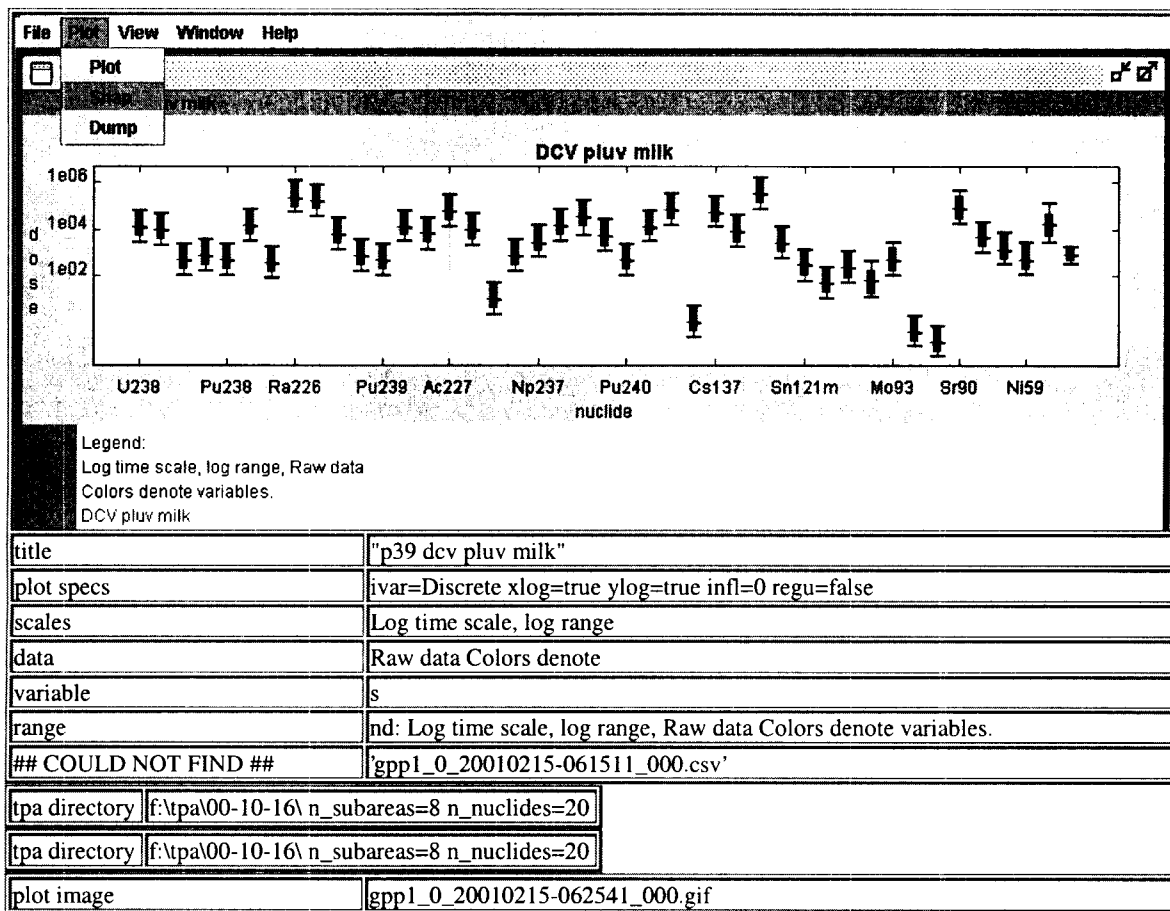 File Plot View Window Help
Plot
Snap
Dump
milk
DCV pluv milk
1e06
1e04
1e02
dose
U238 Pu238 Ra226 Pu239 Ac227 Np237 Pu240 Cs137 Sn121m Mo93 Sr90 Ni59
nuclide
Legend:
Log time scale, log range, Raw data
Colors denote variables.
DCV pluv milk
title "p39 dcv pluv milk"
plot specs ivar=Discrete xlog=true ylog=true infl=0 regu=false
scales Log time scale, log range
data Raw data Colors denote
variable s
range nd: Log time scale, log range, Raw data Colors denote variables.
## COULD NOT FIND ## 'gpp1_0_20010215-061511_000.csv'
tpa directory f:\tpa\00-10-16\ n_subareas=8 n_nuclides=20
tpa directory f:\tpa\00-10-16\ n_subareas=8 n_nuclides=20
plot image gpp1_0_20010215-062541_000.gif